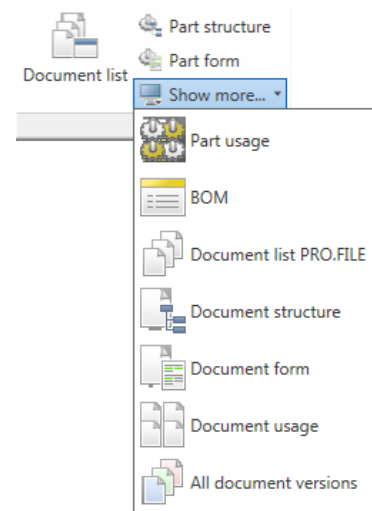 Part structure
Document list
Part form
Show more...
Part usage
BOM
Document list PRO.FILE
Document structure
Document form
Document usage
All document versions